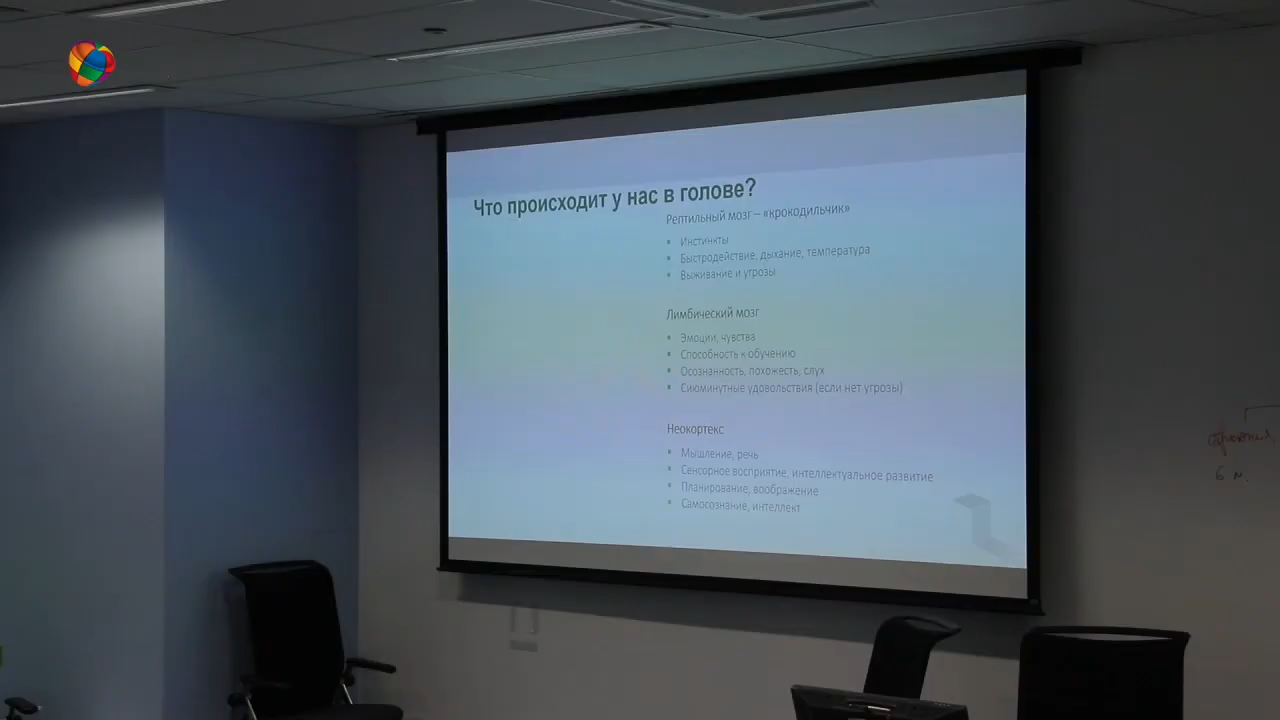 Что происходит у нас в голове?
Рептильный мозг – «крокодильчик»
▪ Инстинкты
▪ Быстродействие, дыхание, температура
▪ Выживание и угрозы
Лимбический мозг
▪ Эмоции, чувства
▪ Способность к обучению
▪ Осознанность, похожесть, слух
▪ Сиюминутные удовольствия (если нет угрозы)
Неокортекс
▪ Мышление, речь
▪ Сенсорное восприятие, интеллектуальное развитие
▪ Планирование, воображение
▪ Самосознание, интеллект
6 м.